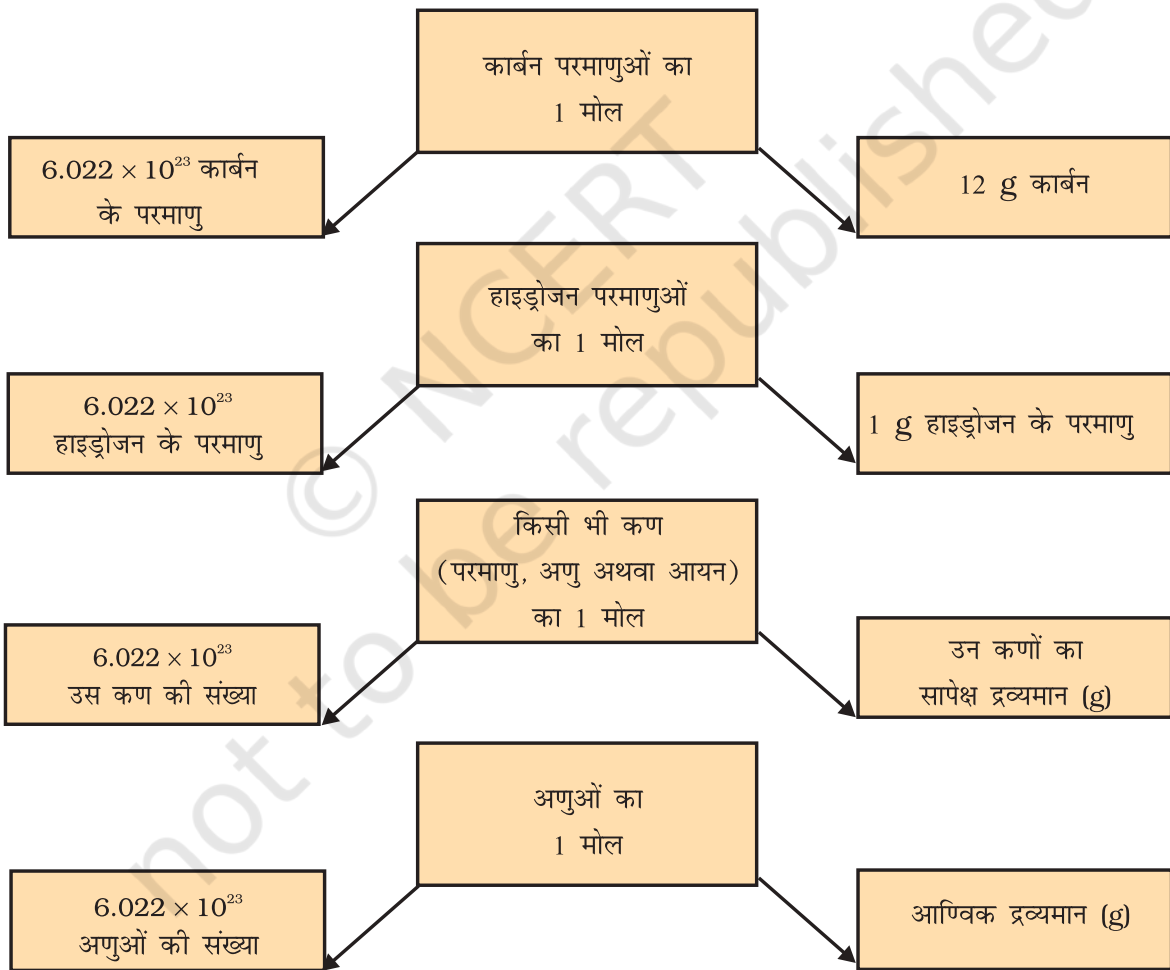 कार्बन परमाणुओं का
1 मोल
6.022 × 10²³ कार्बन
के परमाणु
12 g कार्बन
हाइड्रोजन परमाणुओं
का 1 मोल
6.022 × 10²³
हाइड्रोजन के परमाणु
1 g हाइड्रोजन के परमाणु
किसी भी कण
(परमाणु, अणु अथवा आयन)
का 1 मोल
6.022 × 10²³
उस कण की संख्या
उन कणों का
सापेक्ष द्रव्यमान (g)
अणुओं का
1 मोल
6.022 × 10²³
अणुओं की संख्या
आण्विक द्रव्यमान (g)
© NCERT
not to be republished